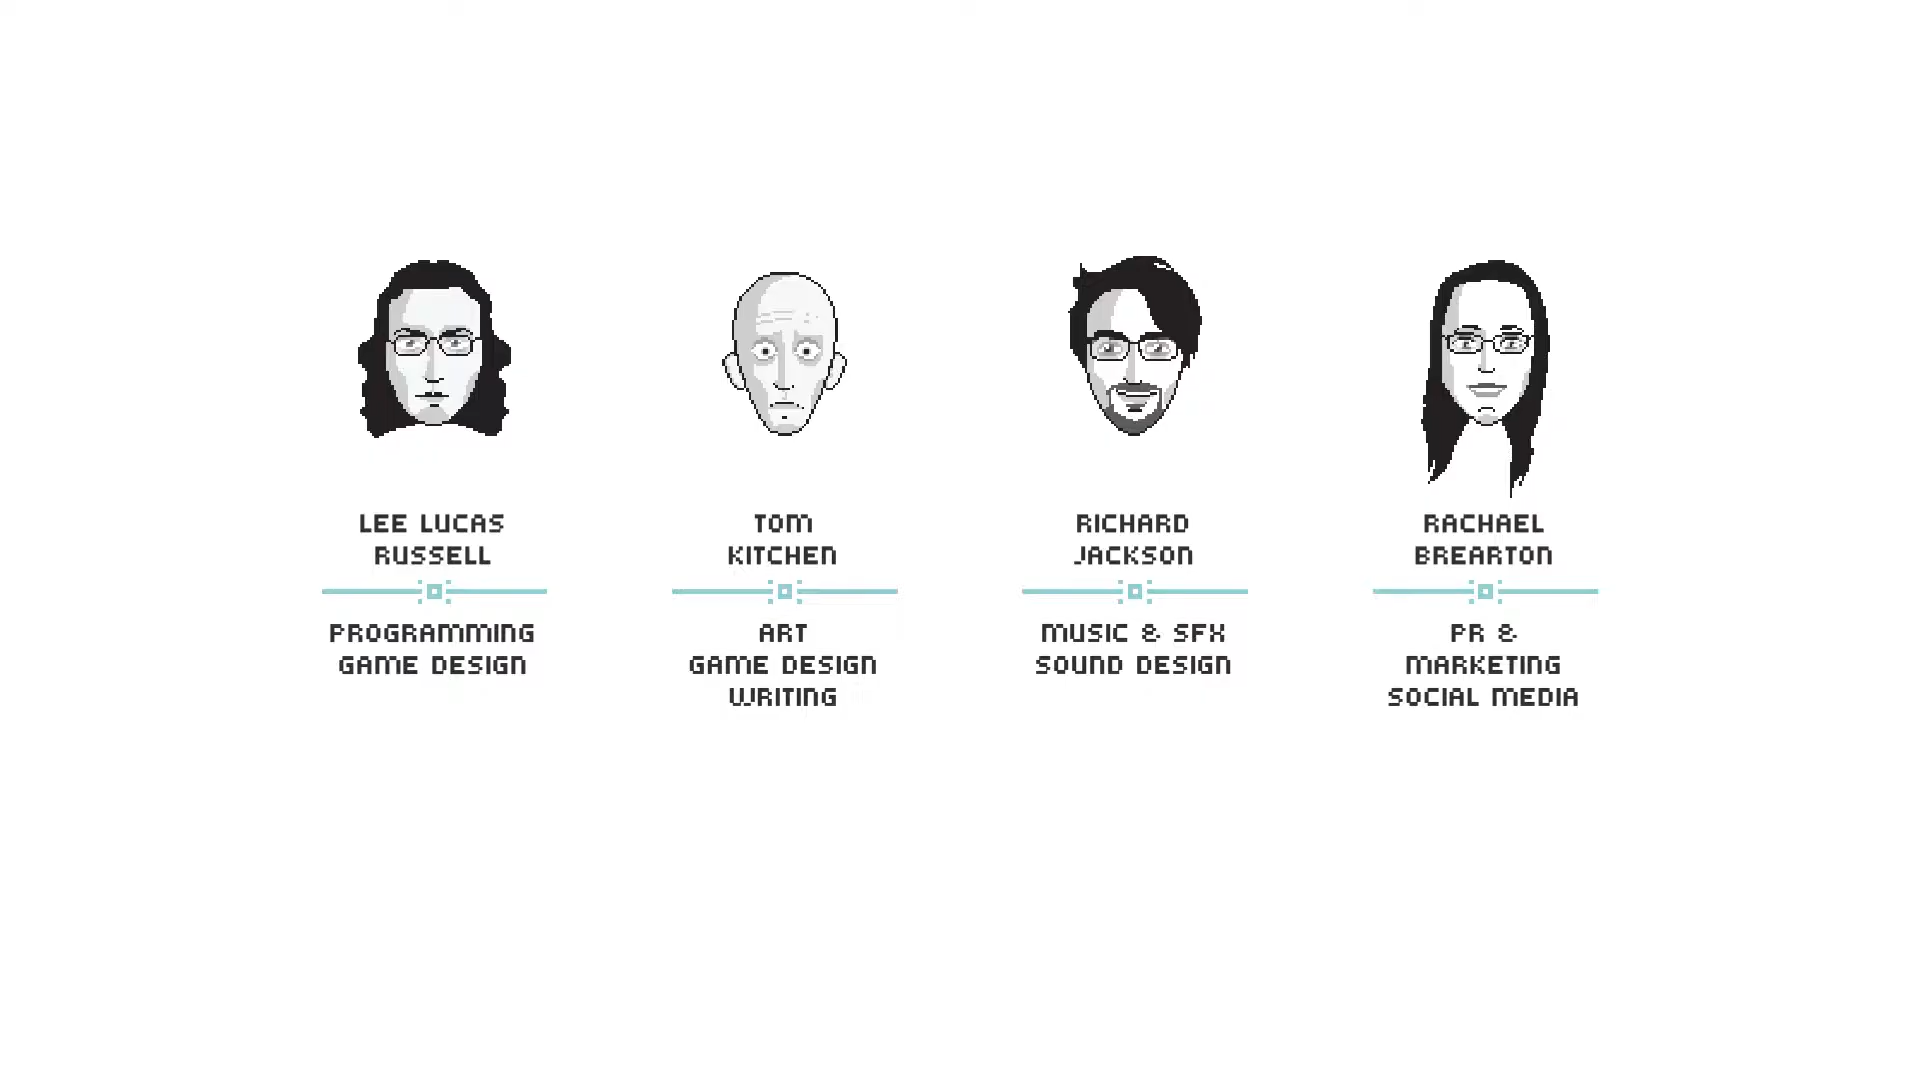 LEE LUCAS
RUSSELL
PROGRAMMING
GAME DESIGN
TOM
KITCHEN
ART
GAME DESIGN
WRITING
RICHARD
JACKSON
MUSIC & SFX
SOUND DESIGN
RACHAEL
BREARTON
PR &
MARKETING
SOCIAL MEDIA